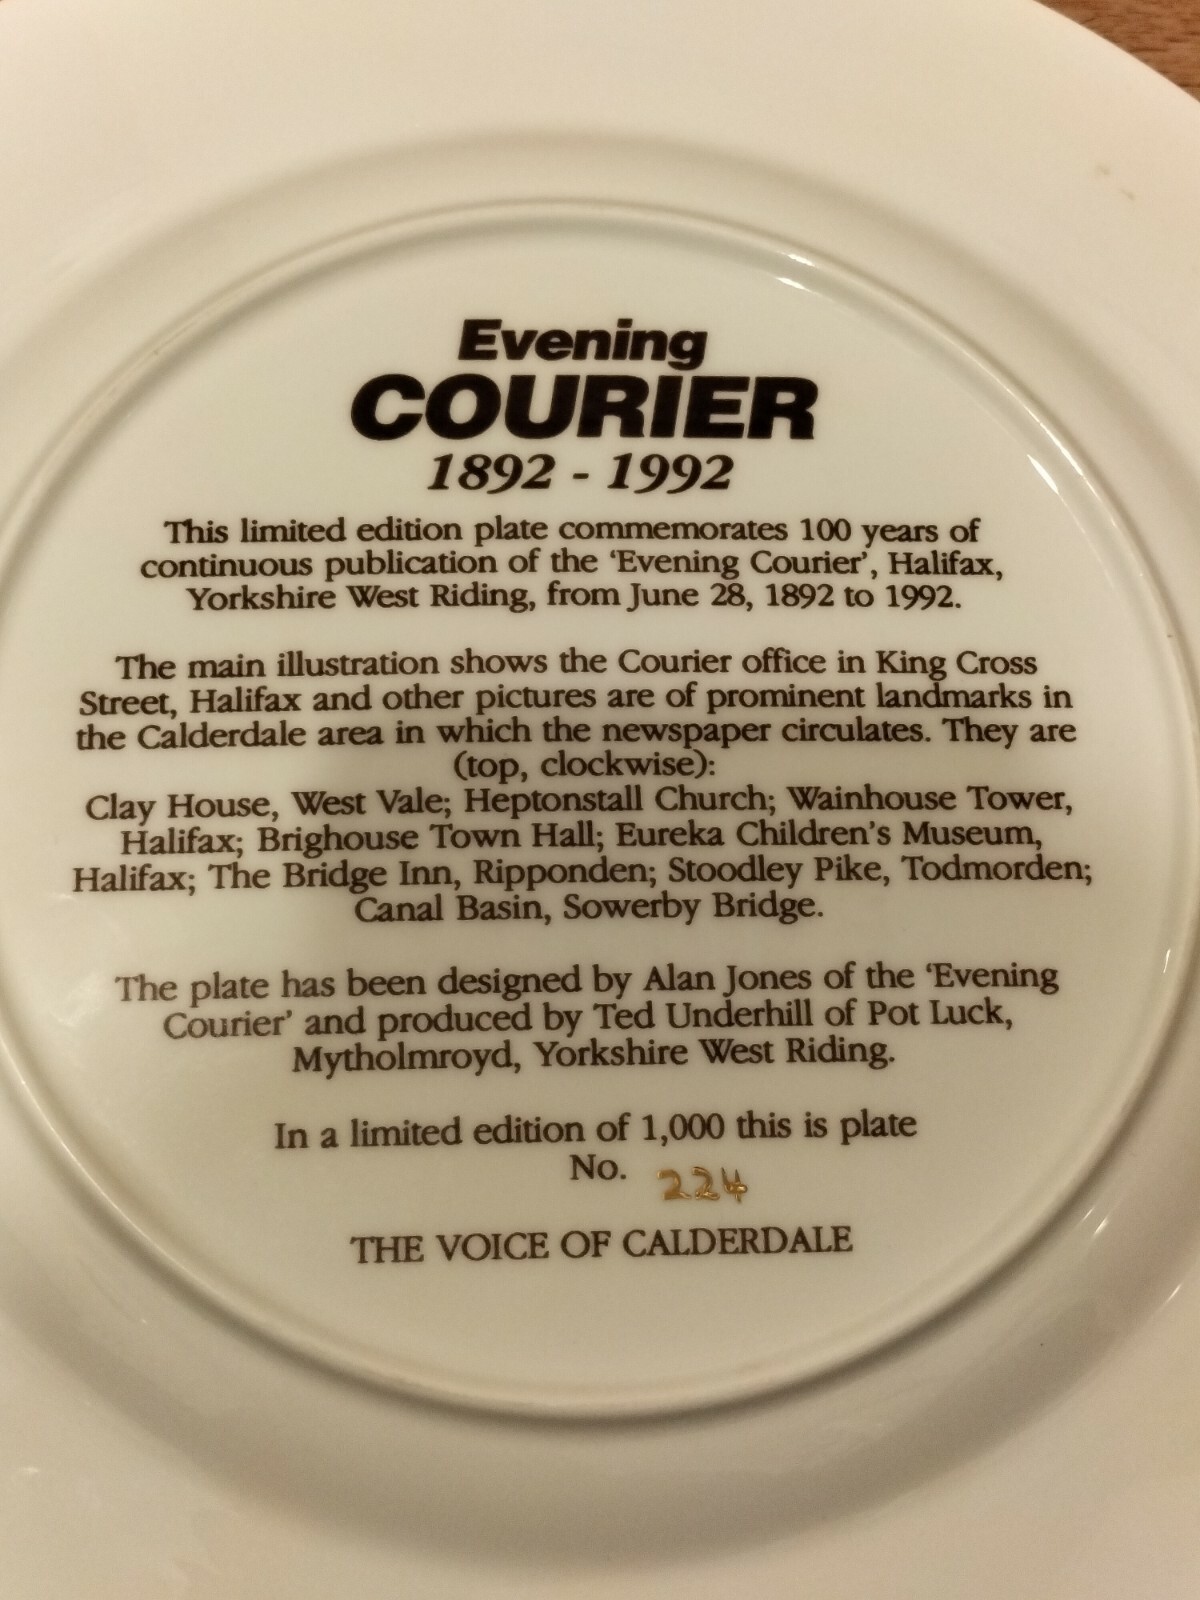 Evening
COURIER
1892 - 1992
This limited edition plate commemorates 100 years of
continuous publication of the ‘Evening Courier’, Halifax,
Yorkshire West Riding, from June 28, 1892 to 1992.
The main illustration shows the Courier office in King Cross
Street, Halifax and other pictures are of prominent landmarks in
the Calderdale area in which the newspaper circulates. They are
(top, clockwise):
Clay House, West Vale; Heptonstall Church; Wainhouse Tower,
Halifax; Brighouse Town Hall; Eureka Children’s Museum,
Halifax; The Bridge Inn, Ripponden; Stoodley Pike, Todmorden;
Canal Basin, Sowerby Bridge.
The plate has been designed by Alan Jones of the ‘Evening
Courier’ and produced by Ted Underhill of Pot Luck,
Mytholmroyd, Yorkshire West Riding.
In a limited edition of 1,000 this is plate
No. 224
THE VOICE OF CALDERDALE